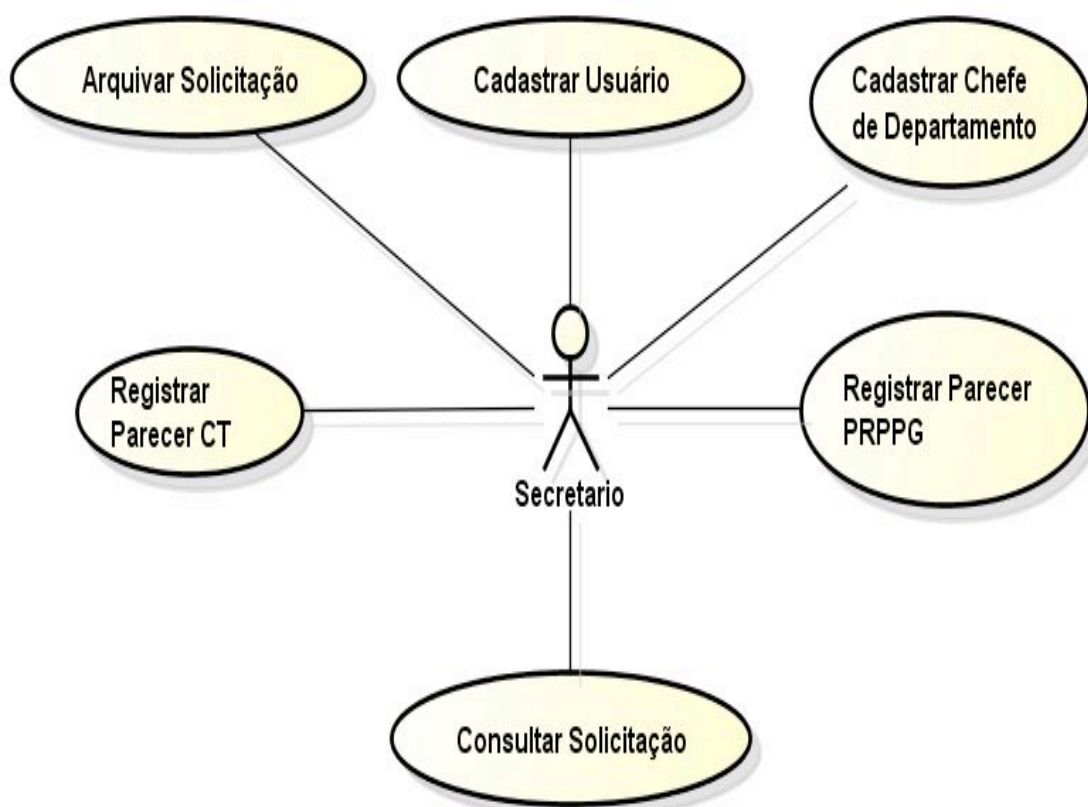 Arquivar Solicitação
Cadastrar Usuário
Cadastrar Chefe
de Departamento
Registrar
Parecer CT
Registrar Parecer
PRPPG
Secretario
Consultar Solicitação